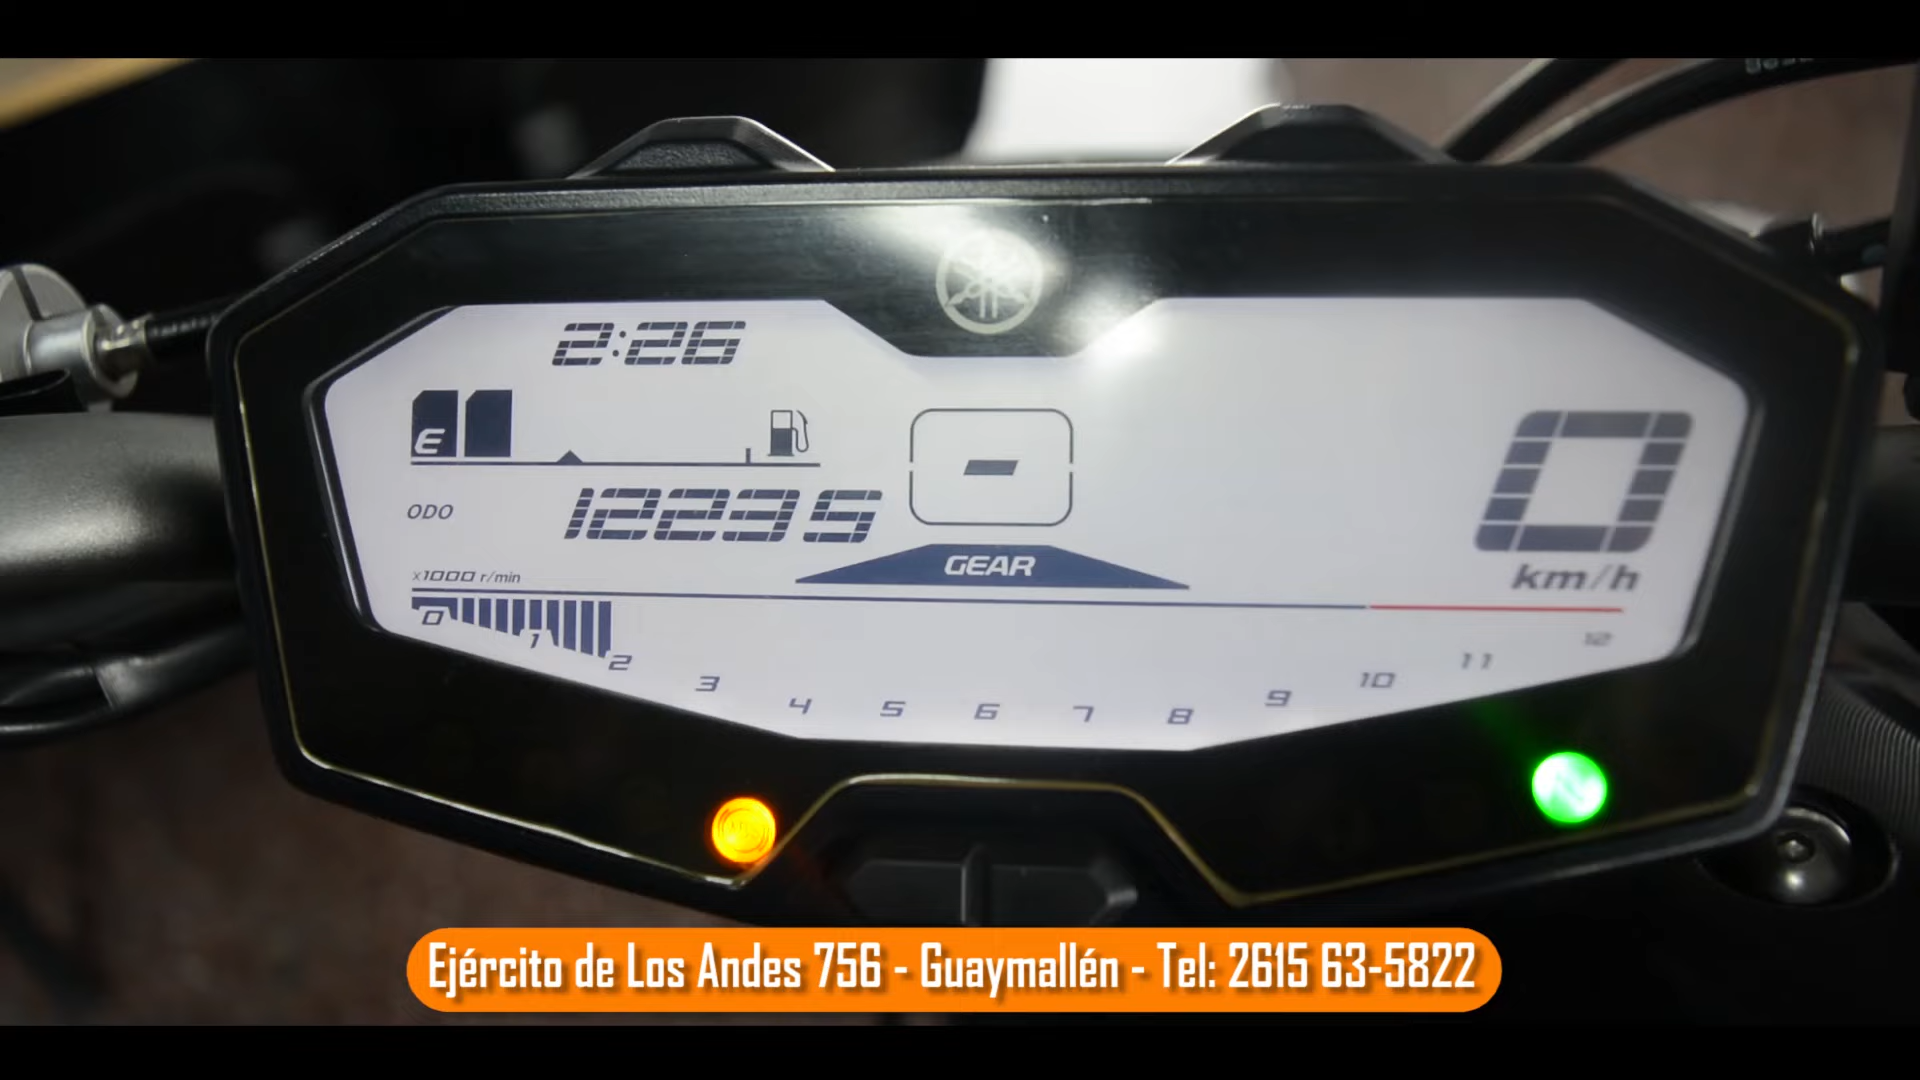 2:26
E
ODO 12235
-
0
km/h
GEAR
x1000 r/min
0 1 2 3 4 5 6 7 8 9 10 11 12
N
Ejército de Los Andes 756 - Guaymallén - Tel: 2615 63-5822